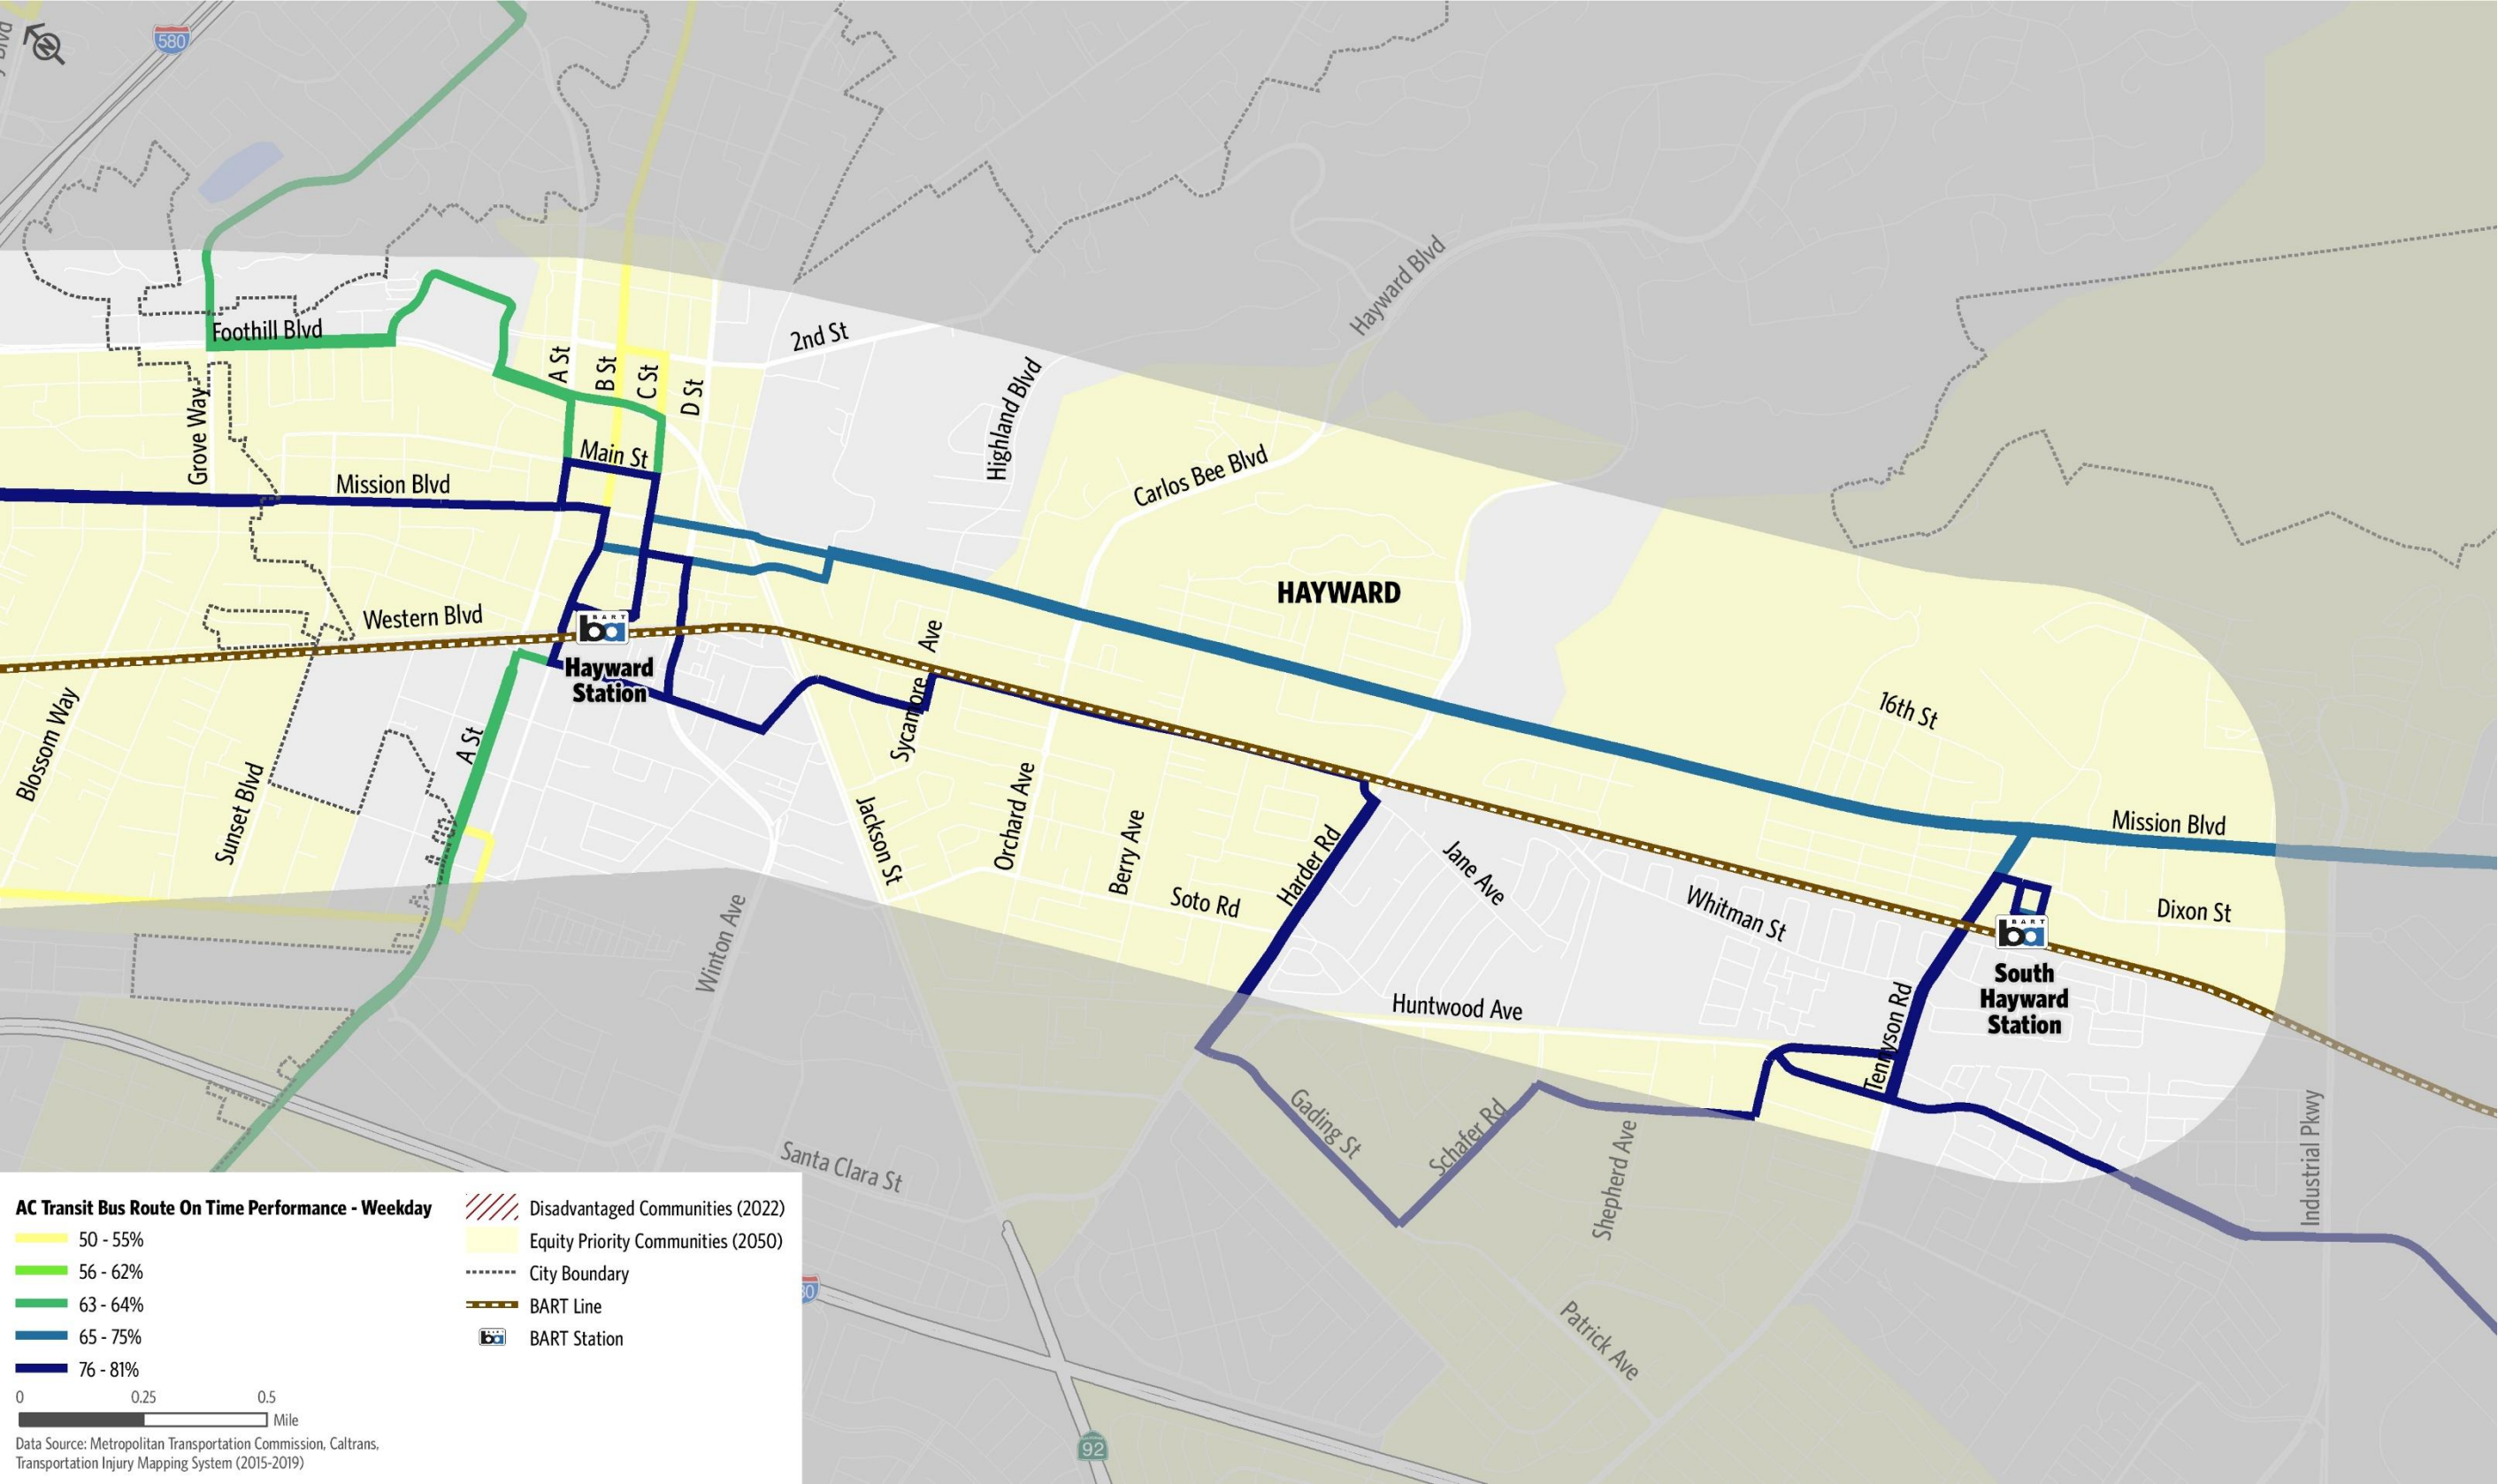 580
N
Hayward Blvd
Foothill Blvd
2nd St
A St
B St
C St
D St
Highland Blvd
Grove Way
Main St
Carlos Bee Blvd
Mission Blvd
HAYWARD
Western Blvd
BART
ba
Hayward
Station
Sycamore Ave
Blossom Way
A St
Sunset Blvd
16th St
Jackson St
Orchard Ave
Berry Ave
Harder Rd
Jane Ave
Mission Blvd
Soto Rd
Whitman St
Dixon St
BART
ba
Winton Ave
South
Hayward
Station
Huntwood Ave
Tennyson Rd
Gading St
Schafer Rd
Shepherd Ave
Industrial Pkwy
Santa Clara St
Patrick Ave
92
AC Transit Bus Route On Time Performance - Weekday
50 - 55%
56 - 62%
63 - 64%
65 - 75%
76 - 81%
Disadvantaged Communities (2022)
Equity Priority Communities (2050)
City Boundary
BART Line
ba
BART Station
0 0.25 0.5
Mile
Data Source: Metropolitan Transportation Commission, Caltrans,
Transportation Injury Mapping System (2015-2019)